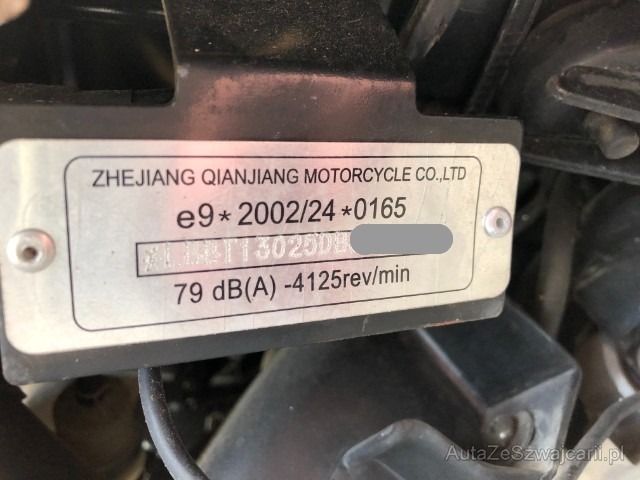 ZHEJIANG QIANJIANG MOTORCYCLE CO.,LTD
e9*2002/24*0165
79 dB(A) -4125rev/min
AutaZeSzwajcarii.pl